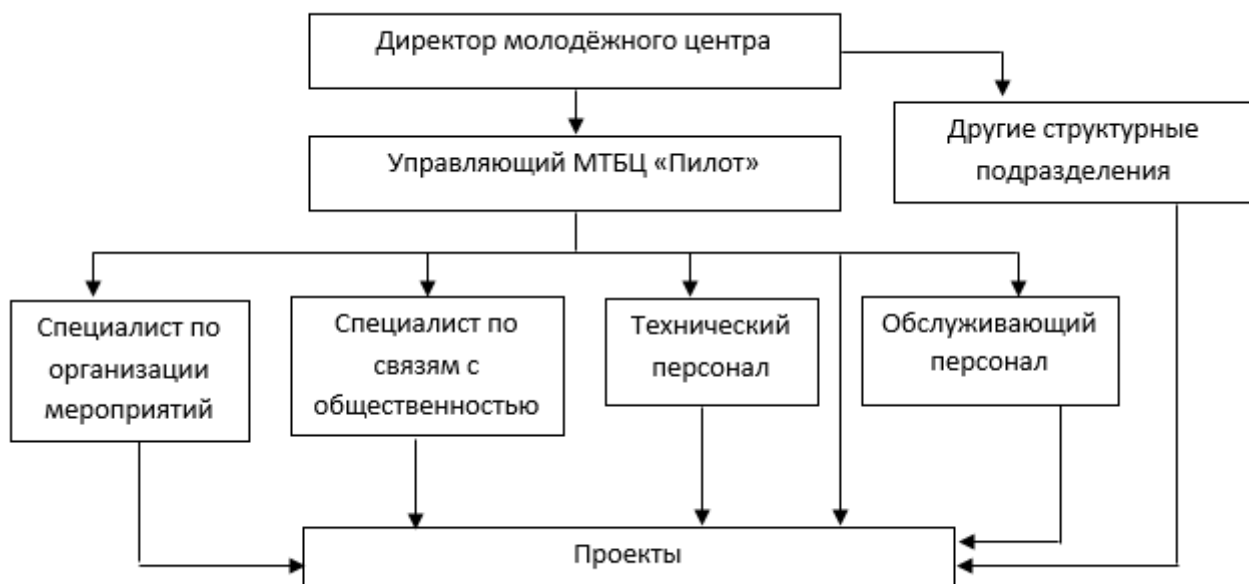 Директор молодёжного центра
Другие структурные
подразделения
Управляющий МТБЦ «Пилот»
Специалист по
организации
мероприятий
Специалист по
связям с
общественностью
Технический
персонал
Обслуживающий
персонал
Проекты